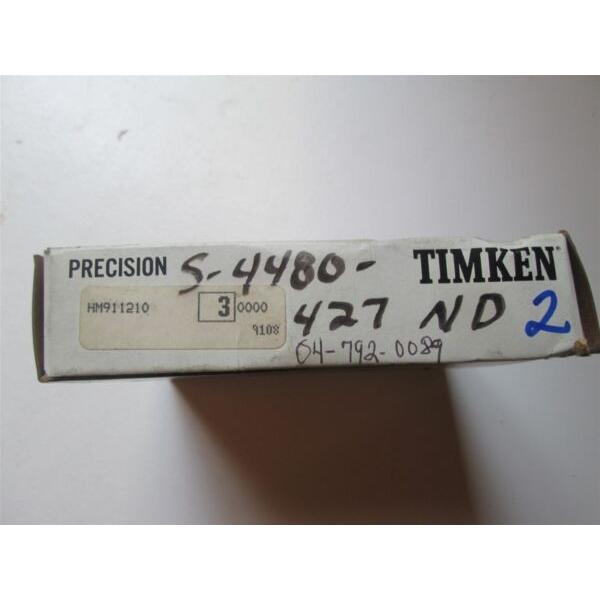 PRECISION S-4480- TIMKEN
HM911210 3 0000 427 ND 2
9108
04-792-0089